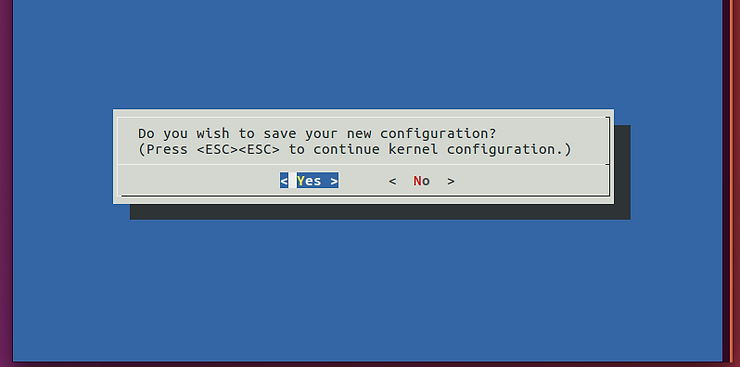 Do you wish to save your new configuration?
(Press <ESC><ESC> to continue kernel configuration.)
< Yes > < No >